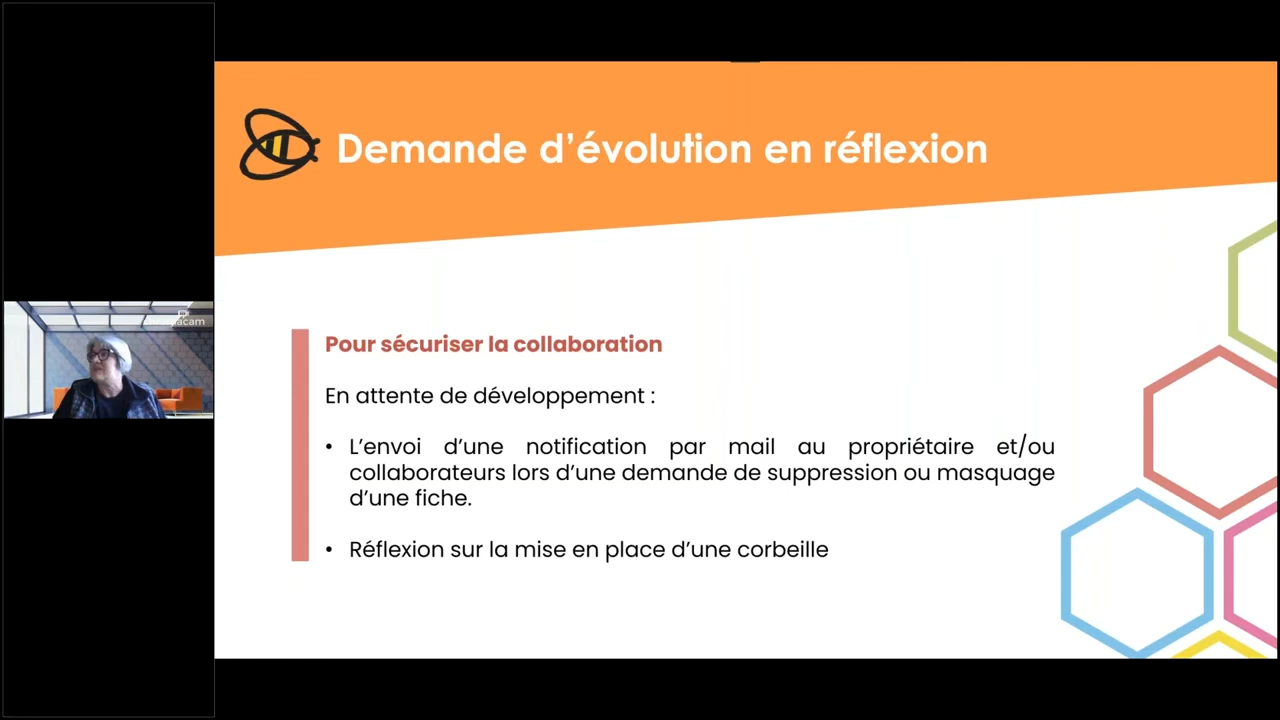 Demande d'évolution en réflexion
Pour sécuriser la collaboration
En attente de développement :
• L'envoi d'une notification par mail au propriétaire et/ou
collaborateurs lors d'une demande de suppression ou masquage
d'une fiche.
• Réflexion sur la mise en place d'une corbeille